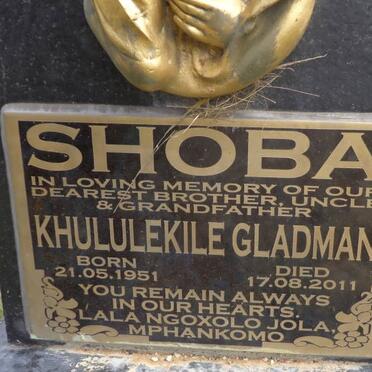 SHOBA
IN LOVING MEMORY OF OUR
DEAREST BROTHER, UNCLE
& GRANDFATHER
KHULULEKILE GLADMAN
BORN DIED
21.05.1951 17.08.2011
YOU REMAIN ALWAYS
IN OUR HEARTS.
LALA NGOXOLO JOLA,
MPHANKOMO